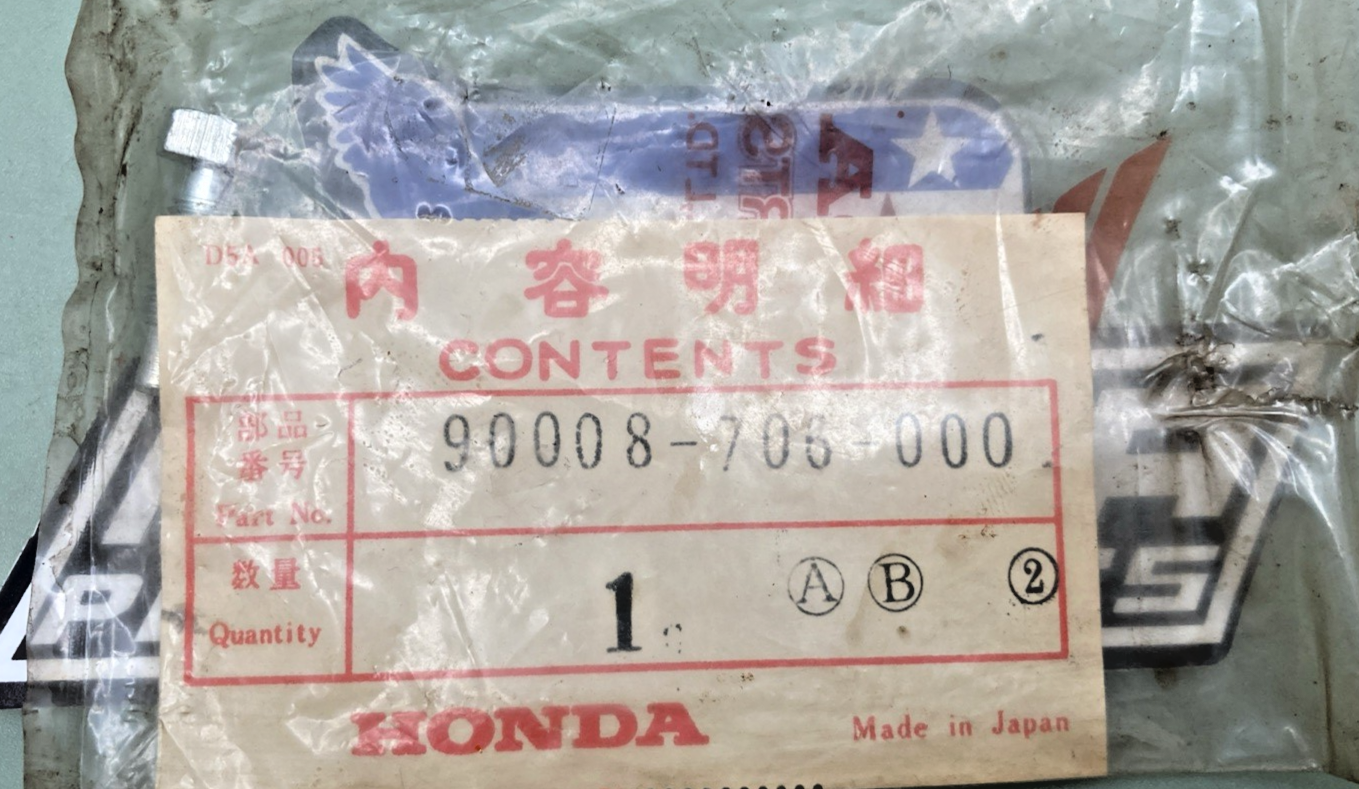 D5A 005
内容明細
CONTENTS
部品
番号
Part No.
90008-706-000
数量
Quantity
1 Ⓐ Ⓑ ②
HONDA
Made in Japan